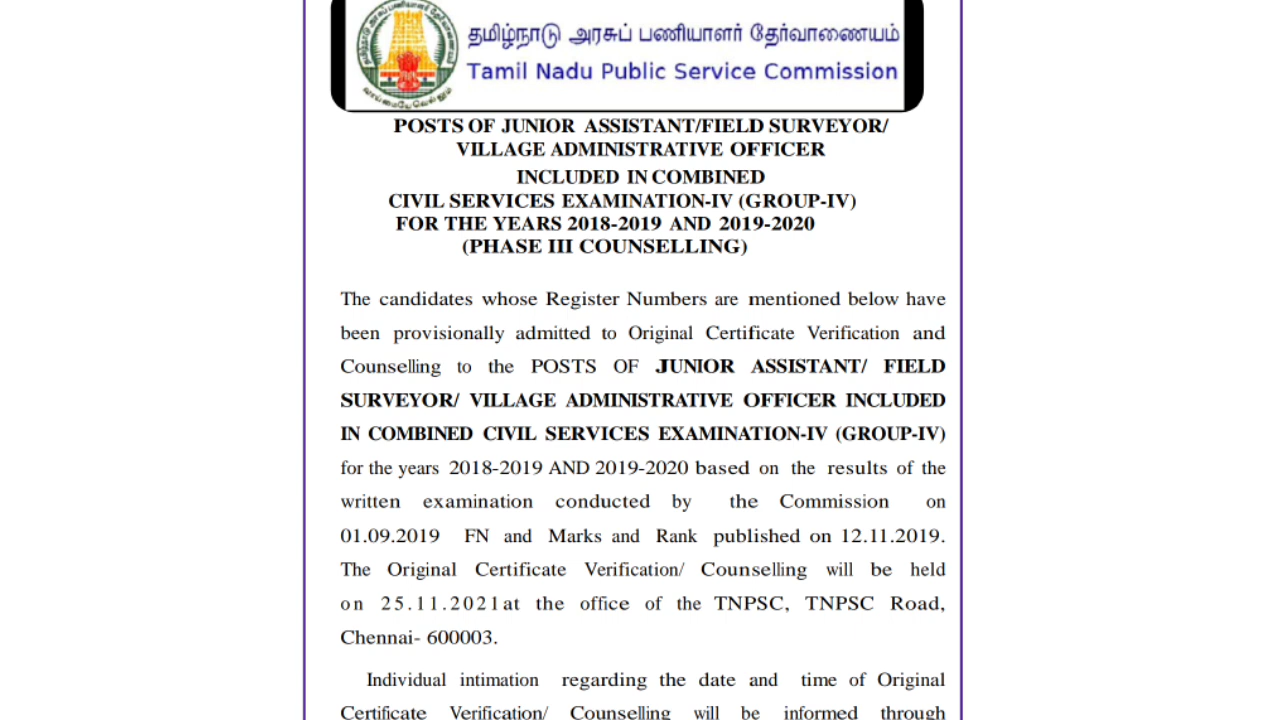 தமிழ்நாடு அரசுப் பணியாளர் தேர்வாணையம்
Tamil Nadu Public Service Commission
வாய்மையே வெல்லும்
POSTS OF JUNIOR ASSISTANT/FIELD SURVEYOR/
VILLAGE ADMINISTRATIVE OFFICER
INCLUDED IN COMBINED
CIVIL SERVICES EXAMINATION-IV (GROUP-IV)
FOR THE YEARS 2018-2019 AND 2019-2020
(PHASE III COUNSELLING)
The candidates whose Register Numbers are mentioned below have
been provisionally admitted to Original Certificate Verification and
Counselling to the POSTS OF JUNIOR ASSISTANT/ FIELD
SURVEYOR/ VILLAGE ADMINISTRATIVE OFFICER INCLUDED
IN COMBINED CIVIL SERVICES EXAMINATION-IV (GROUP-IV)
for the years 2018-2019 AND 2019-2020 based on the results of the
written examination conducted by the Commission on
01.09.2019 FN and Marks and Rank published on 12.11.2019.
The Original Certificate Verification/ Counselling will be held
on 25.11.2021at the office of the TNPSC, TNPSC Road,
Chennai- 600003.
Individual intimation regarding the date and time of Original
Certificate Verification/ Counselling will be informed through